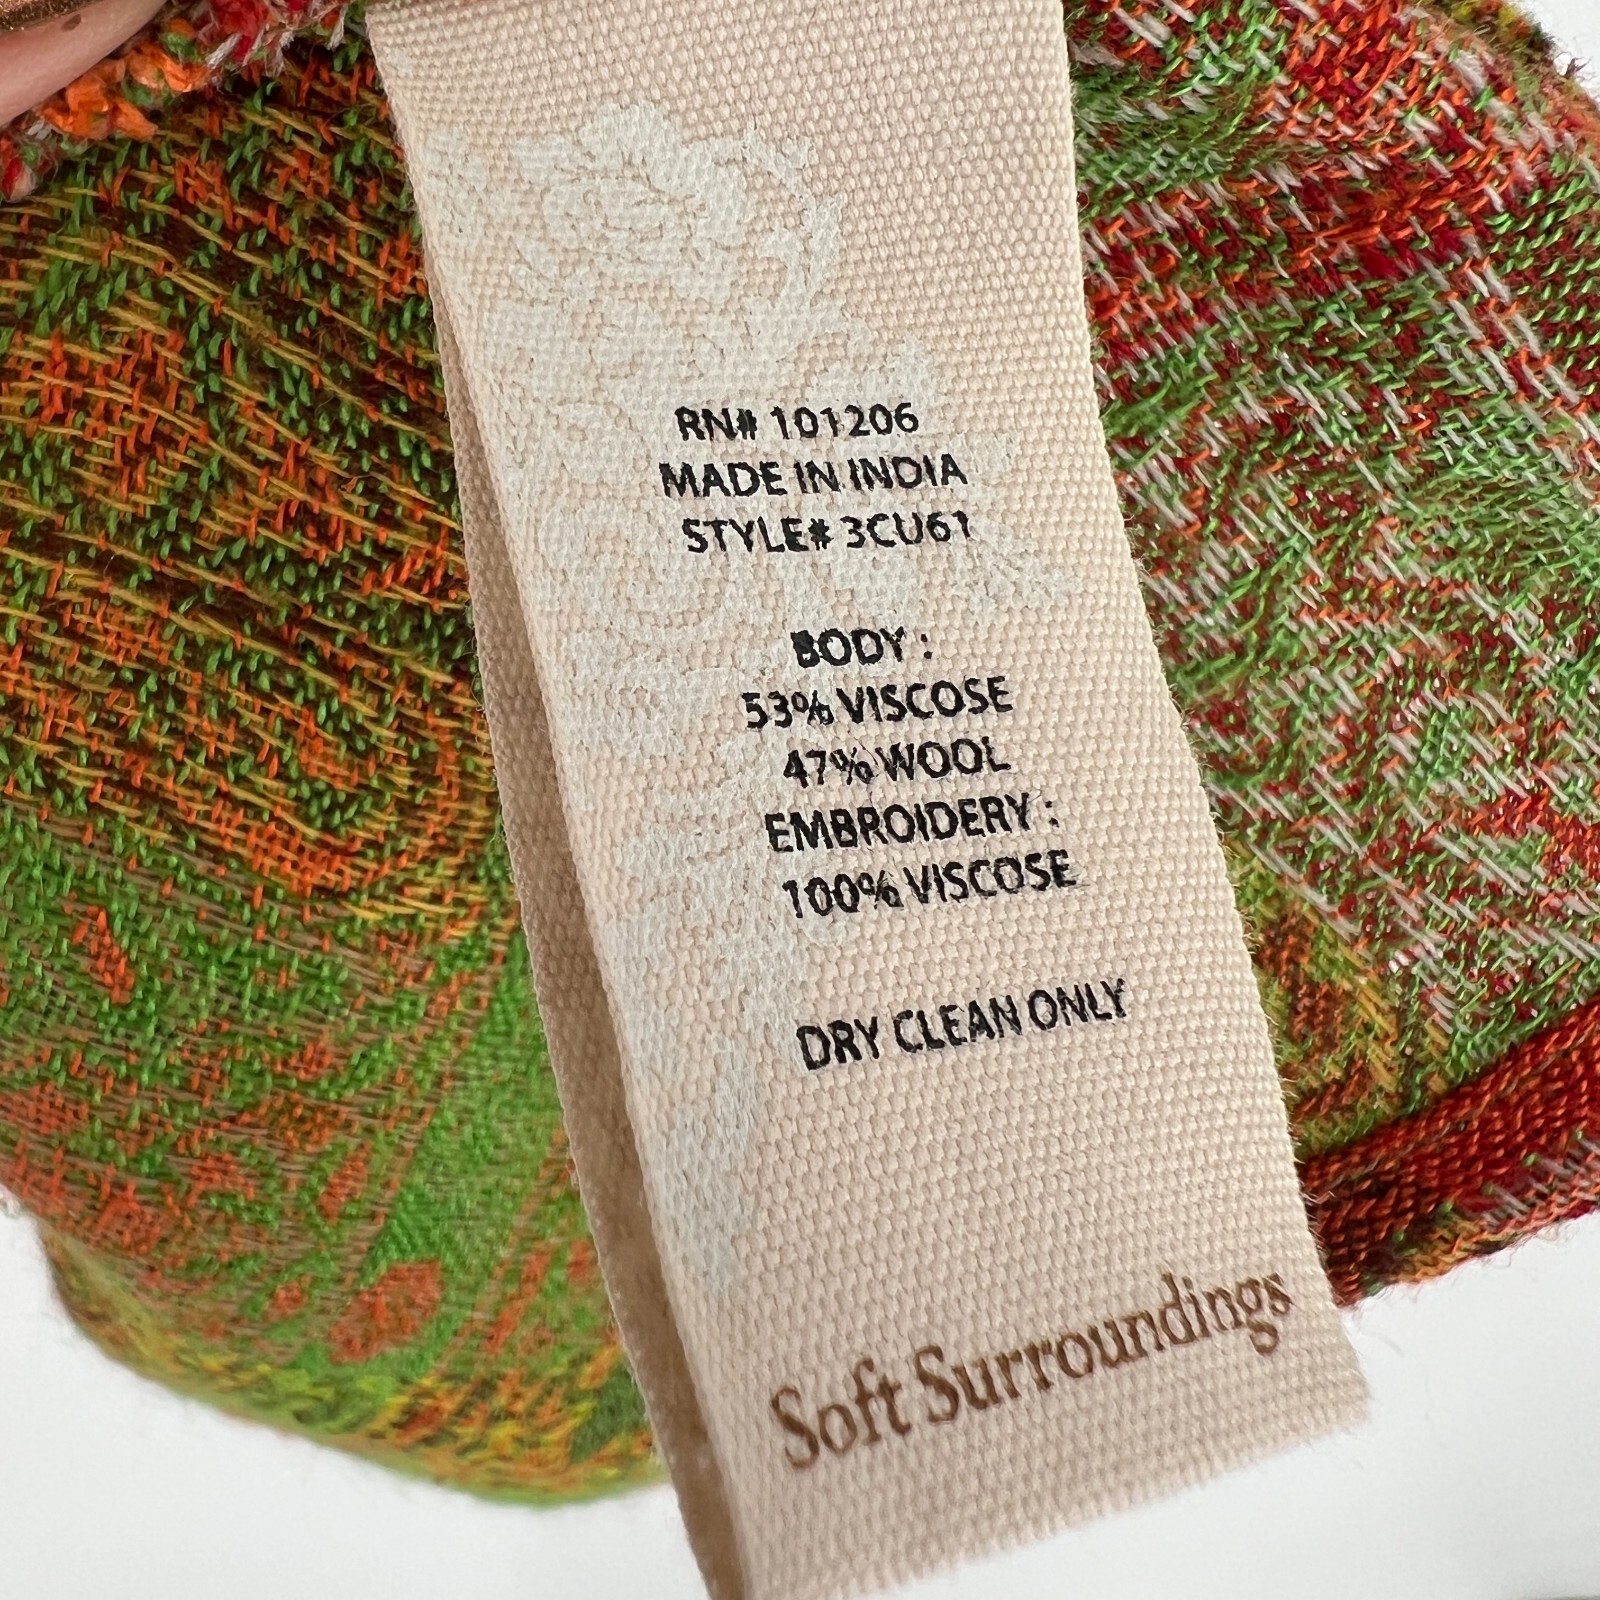 RN# 101206
MADE IN INDIA
STYLE# 3CU61
BODY :
53% VISCOSE
47% WOOL
EMBROIDERY :
100% VISCOSE
DRY CLEAN ONLY
Soft Surroundings